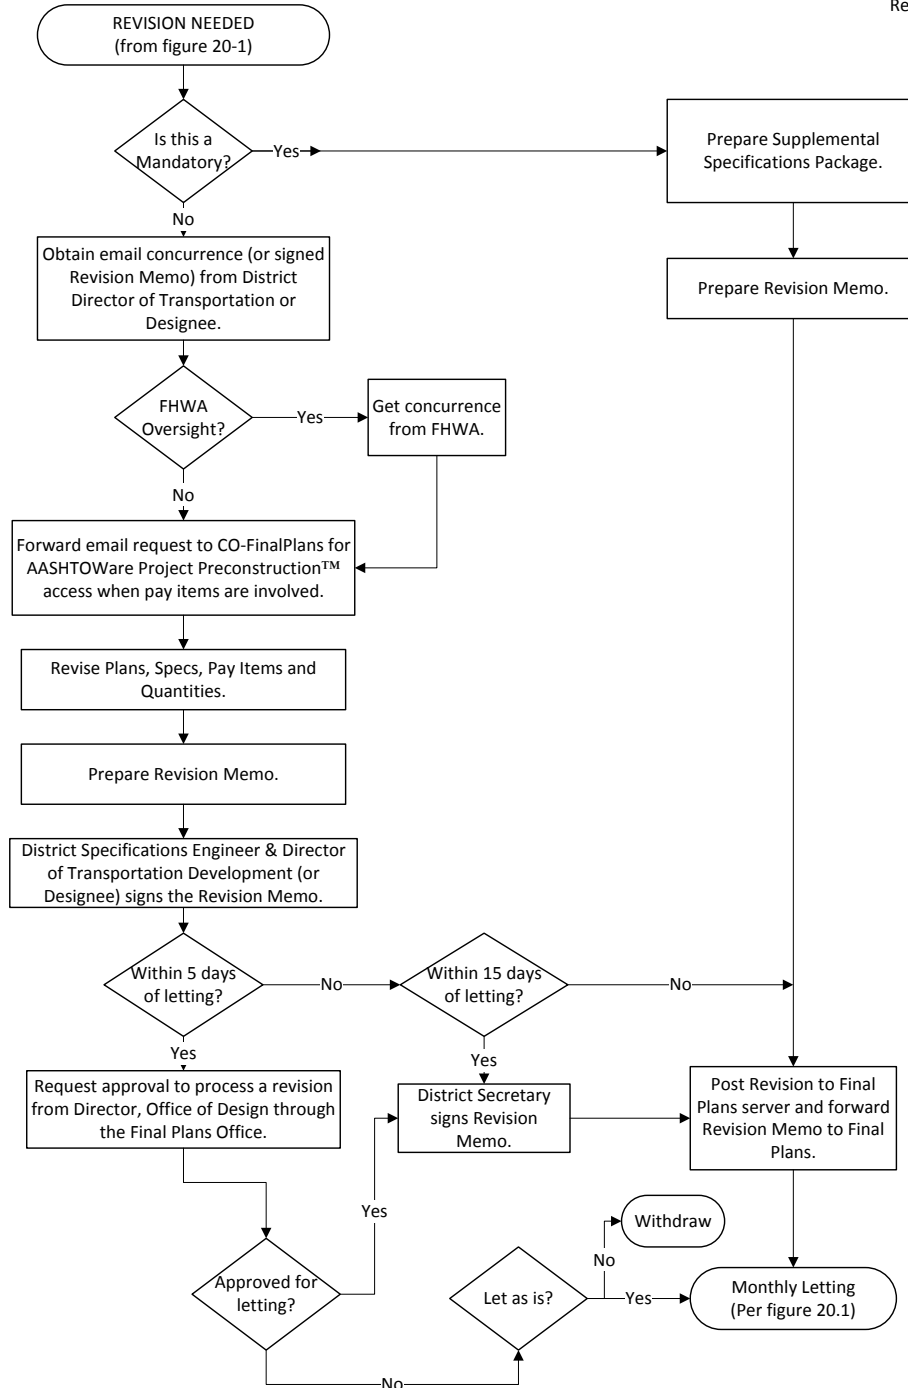 Re
REVISION NEEDED
(from figure 20-1)
Is this a
Mandatory?
Yes
Prepare Supplemental
Specifications Package.
No
Obtain email concurrence (or signed
Revision Memo) from District
Director of Transportation or
Designee.
Prepare Revision Memo.
FHWA
Oversight?
Yes
Get concurrence
from FHWA.
No
Forward email request to CO-FinalPlans for
AASHTOWare Project Preconstruction™
access when pay items are involved.
Revise Plans, Specs, Pay Items and
Quantities.
Prepare Revision Memo.
District Specifications Engineer & Director
of Transportation Development (or
Designee) signs the Revision Memo.
Within 5 days
of letting?
No
Within 15 days
of letting?
No
Yes
Yes
Request approval to process a revision
from Director, Office of Design through
the Final Plans Office.
District Secretary
signs Revision
Memo.
Post Revision to Final
Plans server and forward
Revision Memo to Final
Plans.
Yes
Withdraw
No
Approved for
letting?
Let as is?
Yes
Monthly Letting
(Per figure 20.1)
No